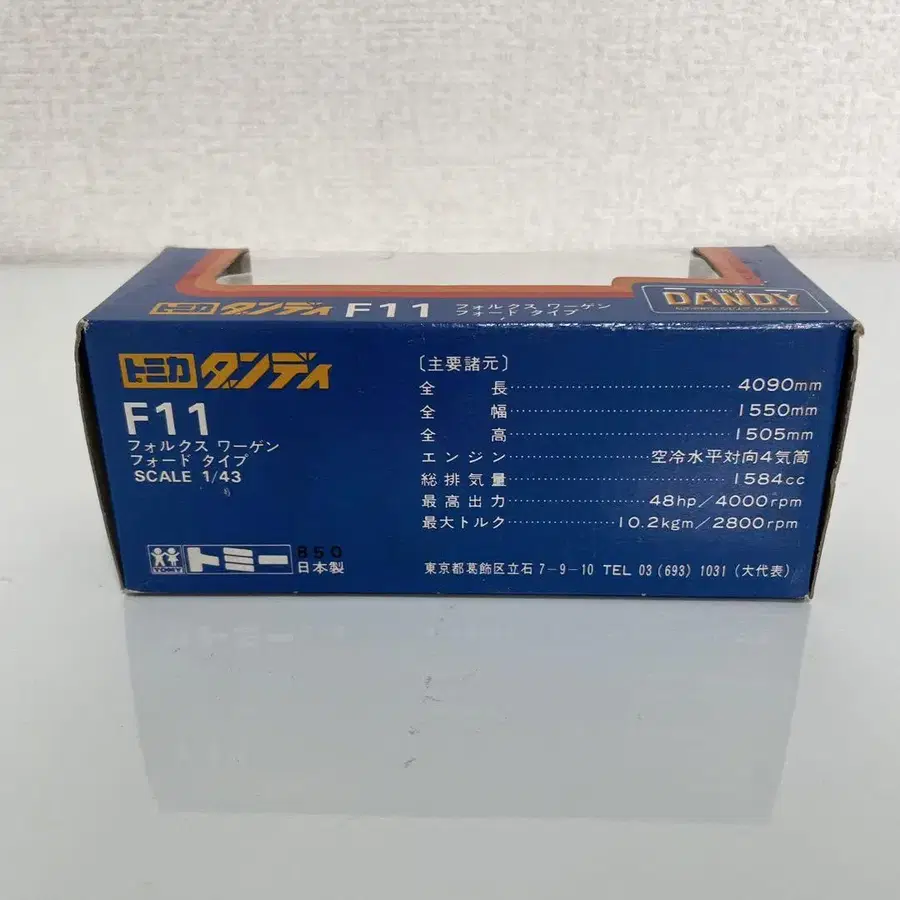 トミカ ダンディ F11 フォルクス ワーゲン
フォード タイプ
TOMICA
DANDY
トミカ ダンディ
F11
フォルクス ワーゲン
フォード タイプ
SCALE 1/43
TOMY トミー 850
日本製
〔主要諸元〕
全長 4090mm
全幅 1550mm
全高 1505mm
エンジン 空冷水平対向4気筒
総排気量 1584cc
最高出力 48hp/4000rpm
最大トルク 10.2kgm/2800rpm
東京都葛飾区立石 7-9-10 TEL 03 (693) 1031 (大代表)